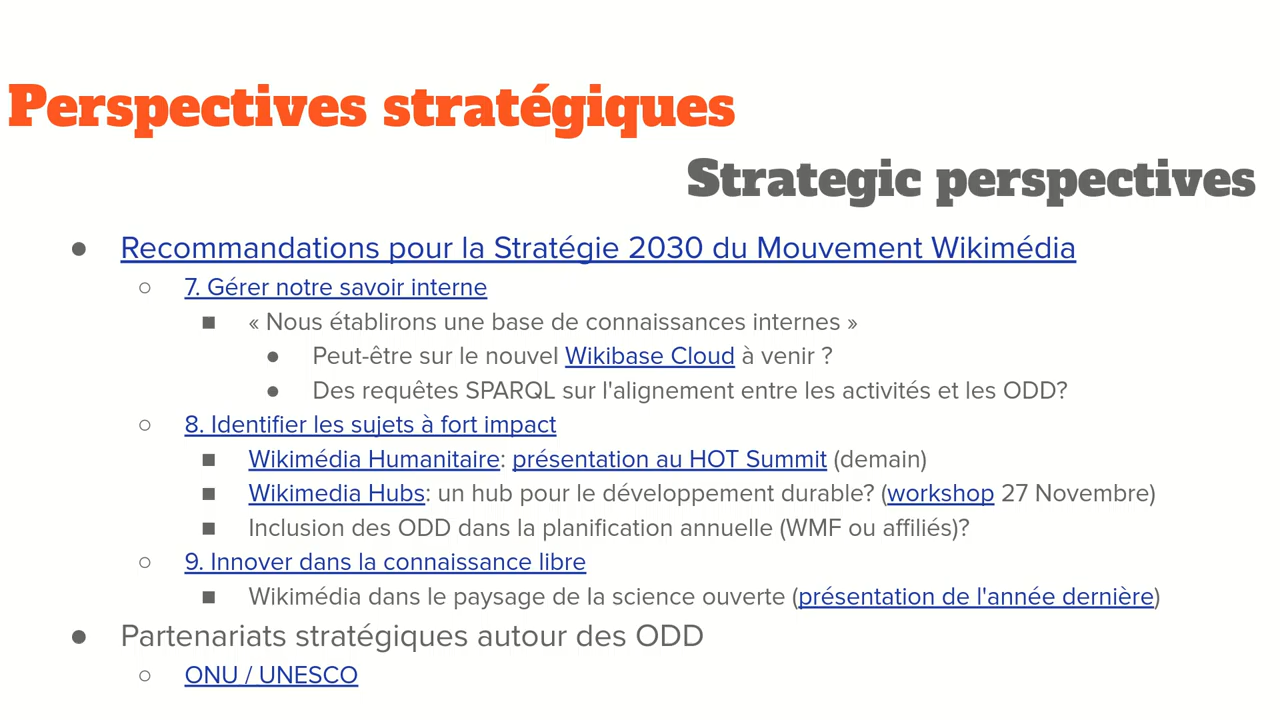 Perspectives stratégiques
Strategic perspectives
● Recommandations pour la Stratégie 2030 du Mouvement Wikimédia
○ 7. Gérer notre savoir interne
■ « Nous établirons une base de connaissances internes »
● Peut-être sur le nouvel Wikibase Cloud à venir ?
● Des requêtes SPARQL sur l'alignement entre les activités et les ODD?
○ 8. Identifier les sujets à fort impact
■ Wikimédia Humanitaire: présentation au HOT Summit (demain)
■ Wikimedia Hubs: un hub pour le développement durable? (workshop 27 Novembre)
■ Inclusion des ODD dans la planification annuelle (WMF ou affiliés)?
○ 9. Innover dans la connaissance libre
■ Wikimédia dans le paysage de la science ouverte (présentation de l'année dernière)
● Partenariats stratégiques autour des ODD
○ ONU / UNESCO